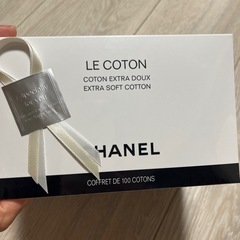 LE COTON
COTON EXTRA DOUX
EXTRA SOFT COTTON
HANEL
COFFRET DE 100 COTONS